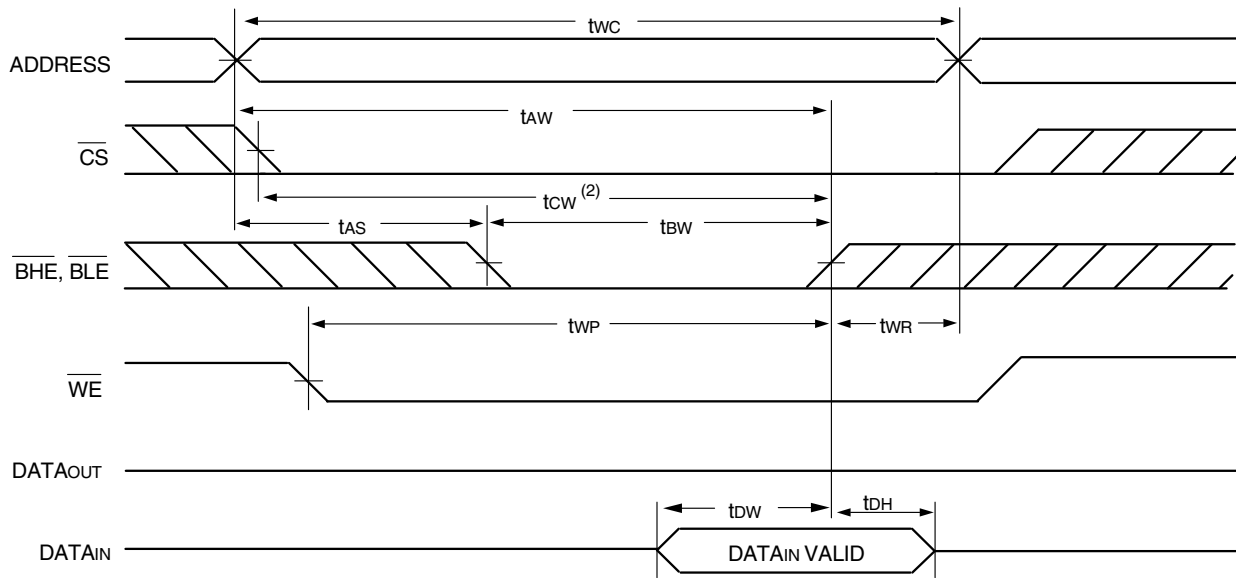 tWC
ADDRESS
tAW
CS
tCW (2)
tAS
tBW
BHE, BLE
tWP
tWR
WE
DATAOUT
tDW
tDH
DATAIN
DATAIN VALID